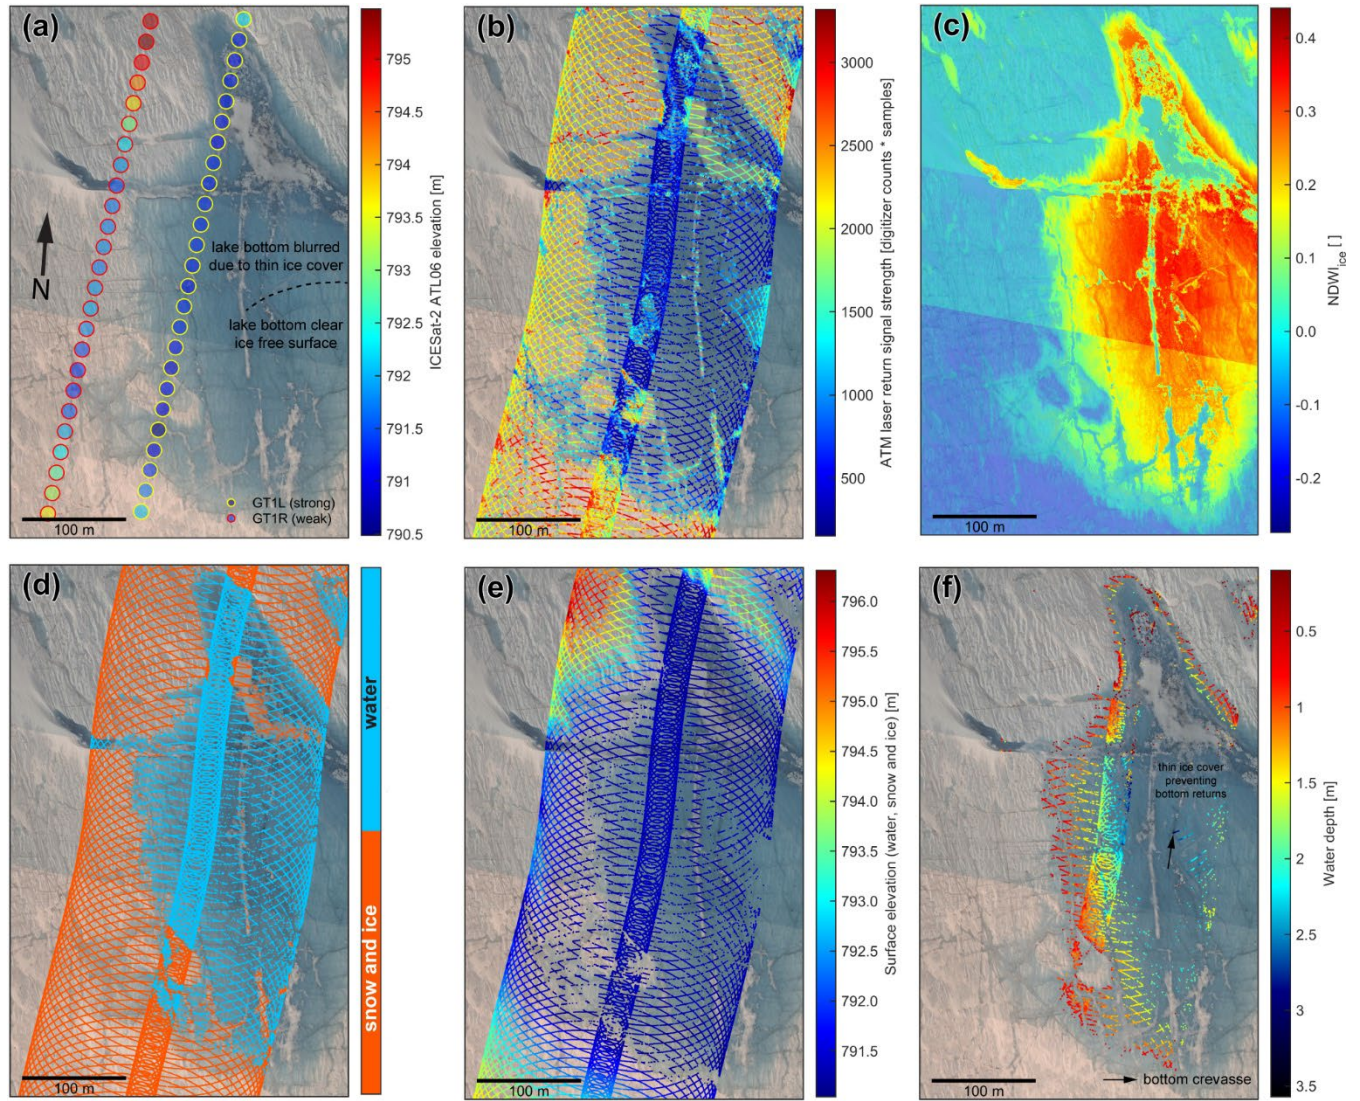 (a)
N
lake bottom blurred
due to thin ice cover
lake bottom clear
ice free surface
GT1L (strong)
GT1R (weak)
100 m
795
794.5
794
793.5
793
792.5
792
791.5
791
790.5
ICESat-2 ATL06 elevation [m]
(b)
100 m
3000
2500
2000
1500
1000
500
ATM laser return signal strength [digitizer counts * samples]
(c)
100 m
0.4
0.3
0.2
0.1
0.0
-0.1
-0.2
NDWIice [ ]
(d)
100 m
water
snow and ice
(e)
100 m
796.0
795.5
795.0
794.5
794.0
793.5
793.0
792.5
792.0
791.5
Surface elevation (water, snow and ice) [m]
(f)
thin ice cover
preventing
bottom returns
100 m
bottom crevasse
0.5
1
1.5
2
2.5
3
3.5
Water depth [m]